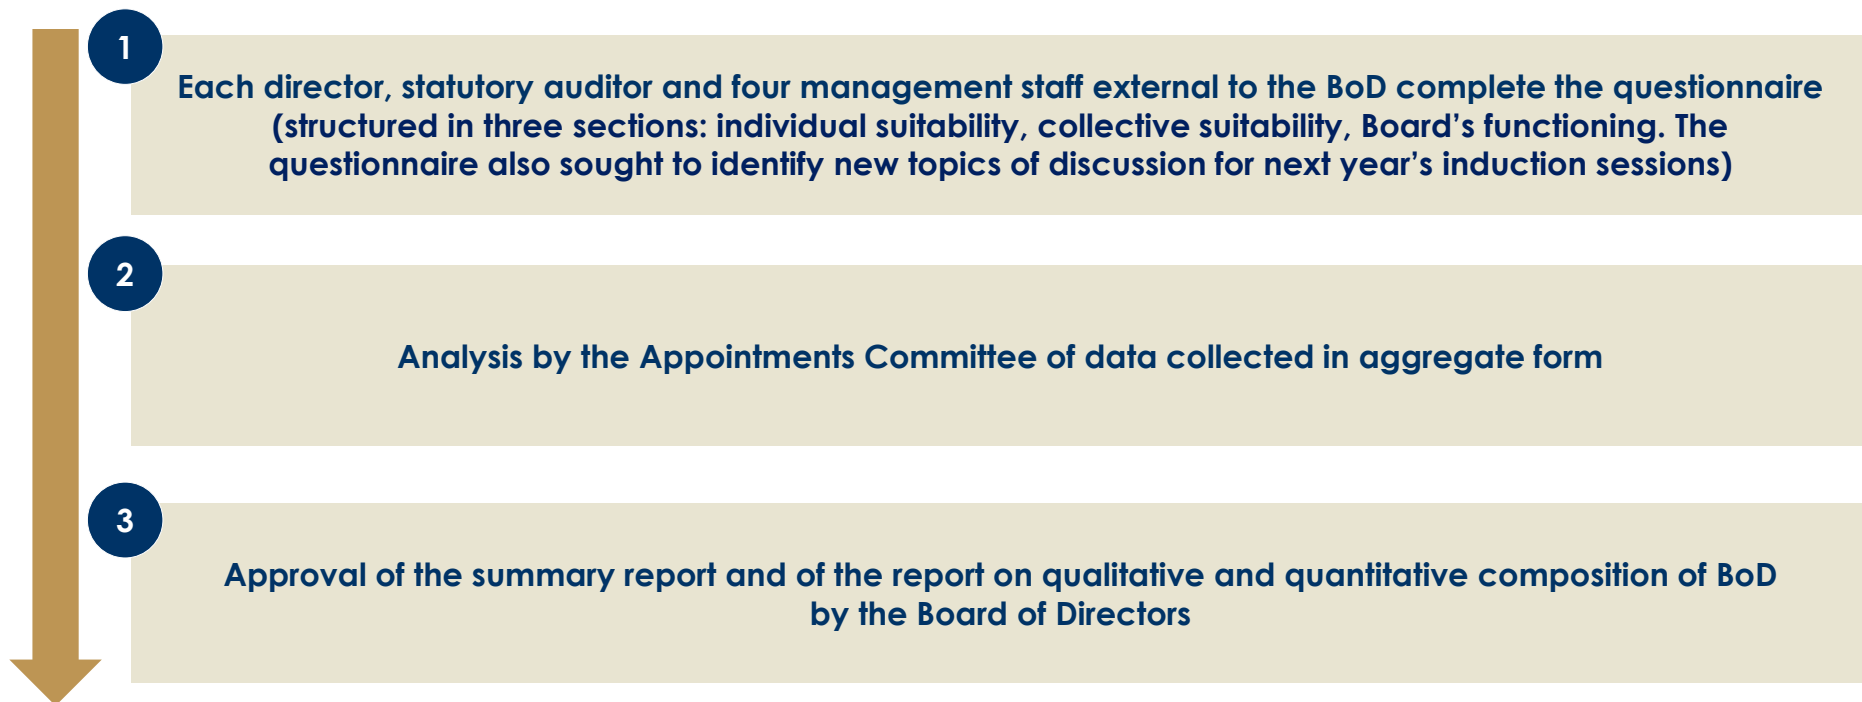 1
Each director, statutory auditor and four management staff external to the BoD complete the questionnaire
(structured in three sections: individual suitability, collective suitability, Board’s functioning. The
questionnaire also sought to identify new topics of discussion for next year’s induction sessions)
2
Analysis by the Appointments Committee of data collected in aggregate form
3
Approval of the summary report and of the report on qualitative and quantitative composition of BoD
by the Board of Directors